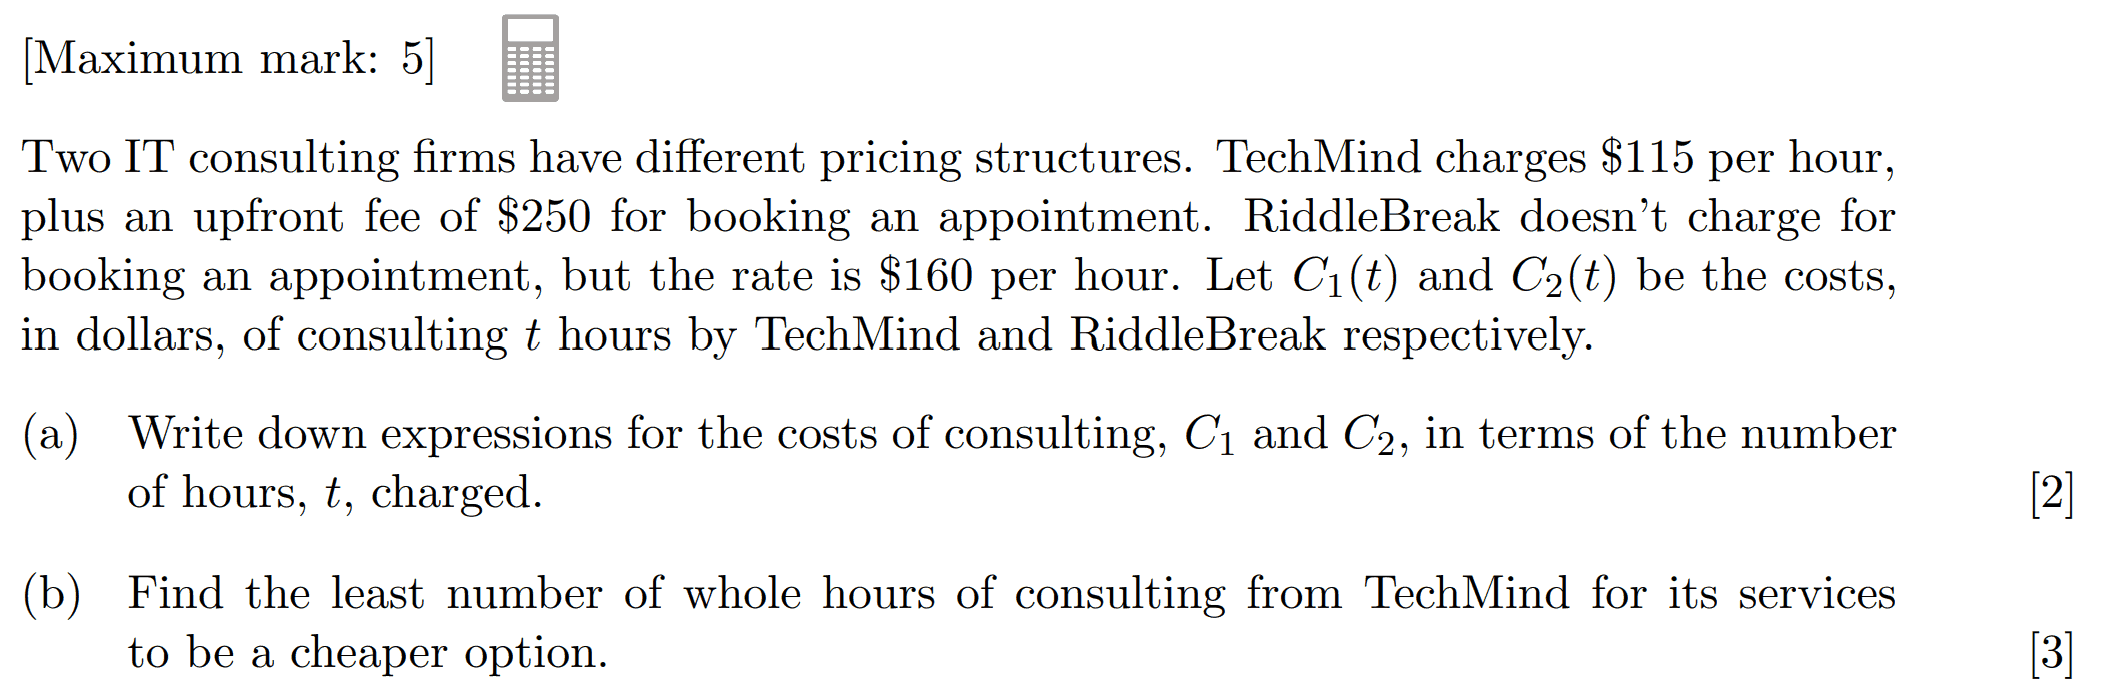 [Maximum mark: 5]
Two IT consulting firms have different pricing structures. TechMind charges $115 per hour,
plus an upfront fee of $250 for booking an appointment. RiddleBreak doesn't charge for
booking an appointment, but the rate is $160 per hour. Let C₁(t) and C₂(t) be the costs,
in dollars, of consulting t hours by TechMind and RiddleBreak respectively.
(a) Write down expressions for the costs of consulting, C₁ and C₂, in terms of the number
of hours, t, charged. [2]
(b) Find the least number of whole hours of consulting from TechMind for its services
to be a cheaper option. [3]